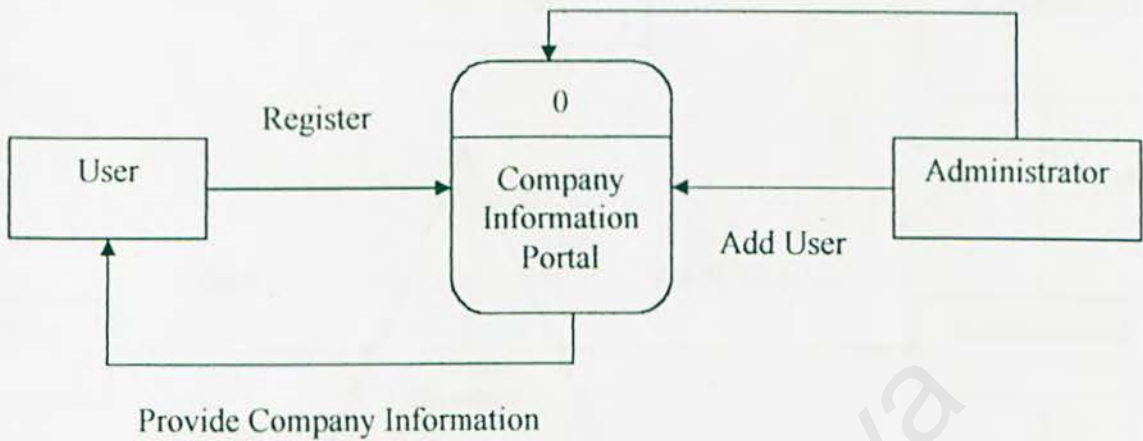 0
Register
User
Company
Information
Portal
Administrator
Add User
Provide Company Information